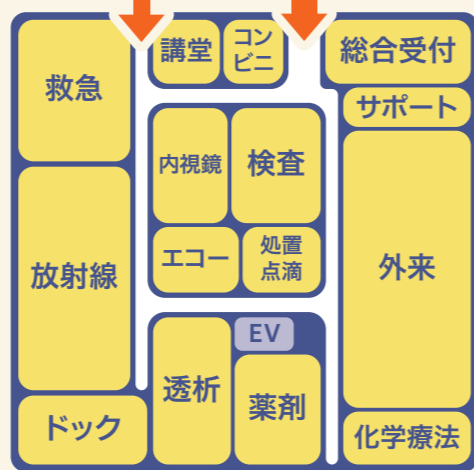 救急
講堂
コン
ビニ
総合受付
サポート
内視鏡
検査
エコー
処置
点滴
放射線
外来
透析
EV
薬剤
ドック
化学療法